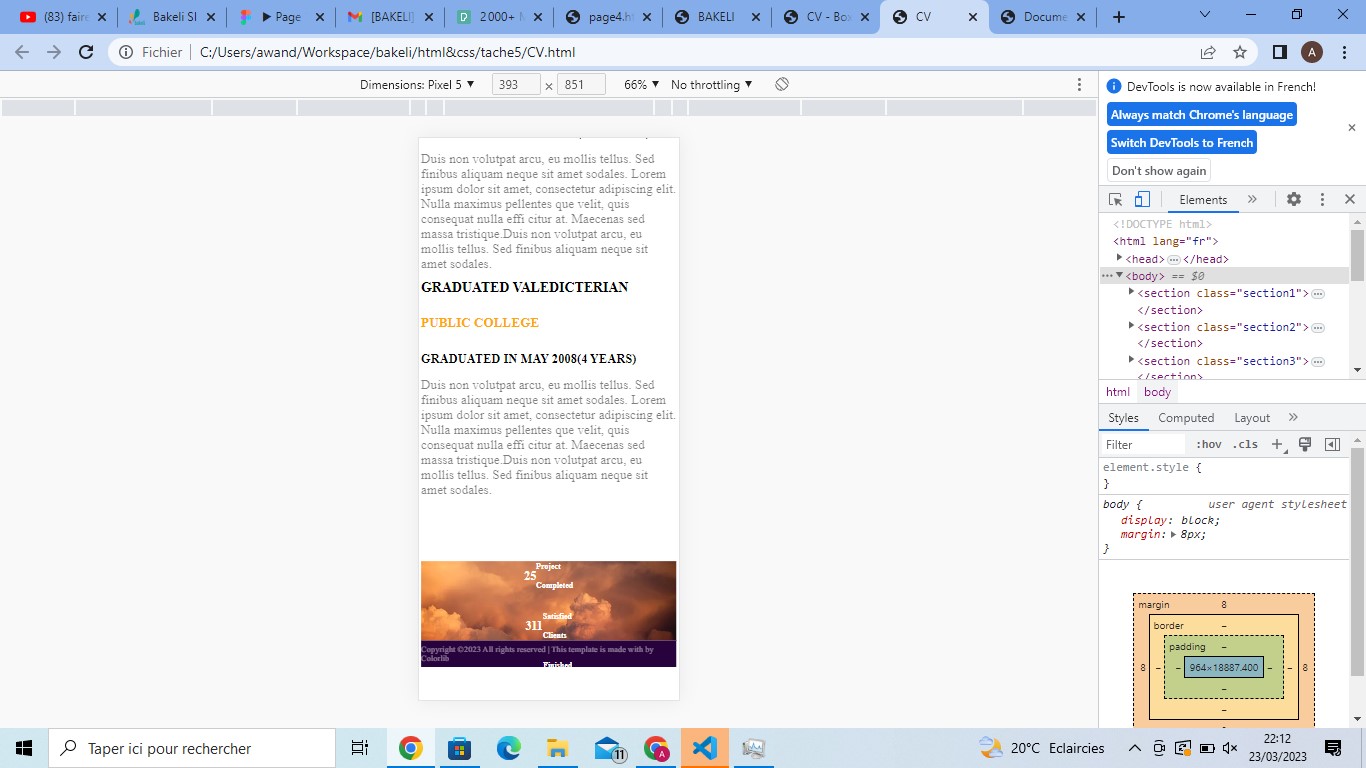 (83) faire
Bakeli Sl
Page
[BAKELI]
2 000+ M
page4.ht
BAKELI
CV - Box
CV
Docume
Fichier
C:/Users/awand/Workspace/bakeli/html&css/tache5/CV.html
A
Dimensions: Pixel 5 ▼ 393 × 851 66% ▼ No throttling ▼
DevTools is now available in French!
Always match Chrome's language
Switch DevTools to French
Don't show again
Elements
<!DOCTYPE html>
<html lang="fr">
<head>…</head>
<body> == $0
<section class="section1">…
</section>
<section class="section2">…
</section>
<section class="section3">…
</section>
html body
Styles Computed Layout
Filter :hov .cls
element.style {
}
body { user agent stylesheet
display: block;
margin: 8px;
}
margin 8
border –
padding –
8 – – 964×18887.400 – – 8
–
–
Duis non volutpat arcu, eu mollis tellus. Sed
finibus aliquam neque sit amet sodales. Lorem
ipsum dolor sit amet, consectetur adipiscing elit.
Nulla maximus pellentes que velit, quis
consequat nulla effi citur at. Maecenas sed
massa tristique.Duis non volutpat arcu, eu
mollis tellus. Sed finibus aliquam neque sit
amet sodales.
GRADUATED VALEDICTERIAN
PUBLIC COLLEGE
GRADUATED IN MAY 2008(4 YEARS)
Duis non volutpat arcu, eu mollis tellus. Sed
finibus aliquam neque sit amet sodales. Lorem
ipsum dolor sit amet, consectetur adipiscing elit.
Nulla maximus pellentes que velit, quis
consequat nulla effi citur at. Maecenas sed
massa tristique.Duis non volutpat arcu, eu
mollis tellus. Sed finibus aliquam neque sit
amet sodales.
Project
25
Completed
Satisfied
311
Clients
Copyright ©2023 All rights reserved | This template is made with by
Colorlib
Finished
Taper ici pour rechercher
11
A
20°C Eclaircies
22:12
23/03/2023